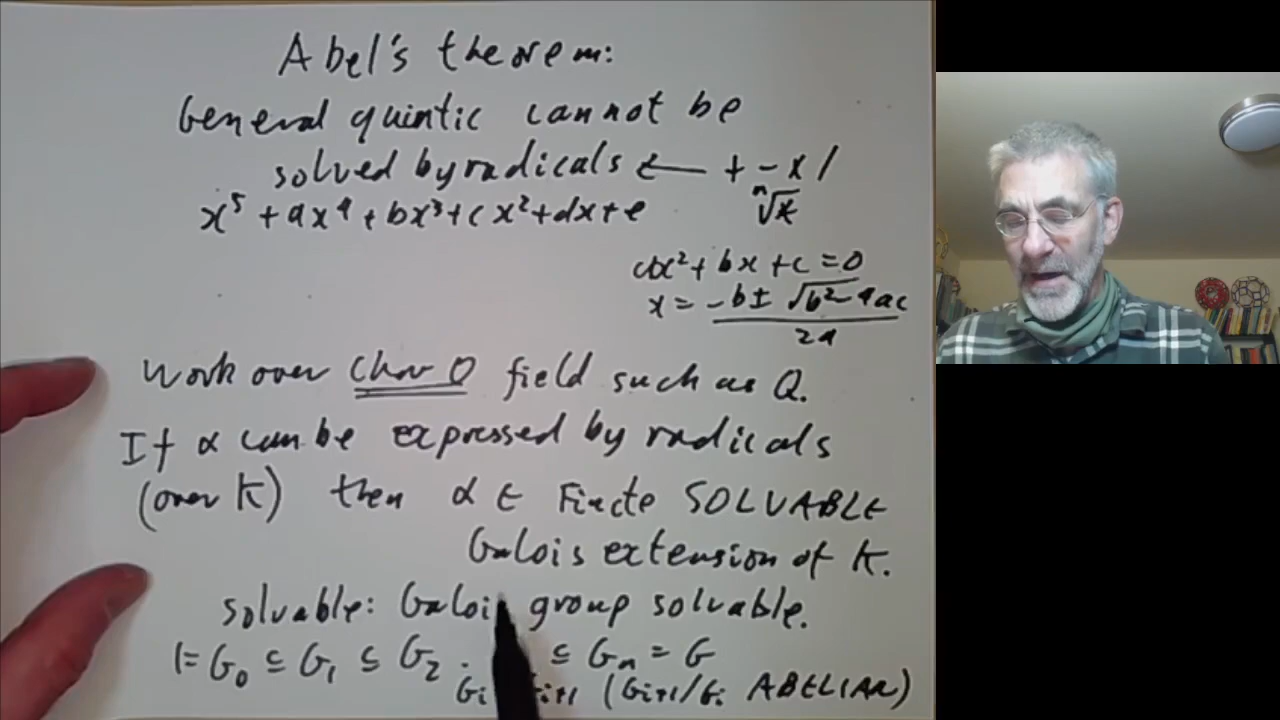 Abel's theorem:
General quintic cannot be
solved by radicals ← + - x /
ⁿ√x
x⁵ + ax⁴ + bx³ + cx² + dx + e
ax² + bx + c = 0
x = -b ± √b² - 4ac
2a
Work over Char 0 field such as Q.
If α can be expressed by radicals
(over K) then α ∈ Finite SOLVABLE
Galois extension of K.
Solvable: Galois group solvable.
1 = G₀ ⊆ G₁ ⊆ G₂ . ⊆ Gₙ = G
Gᵢ i+1 (Gᵢ₊₁/Gᵢ ABELIAN)